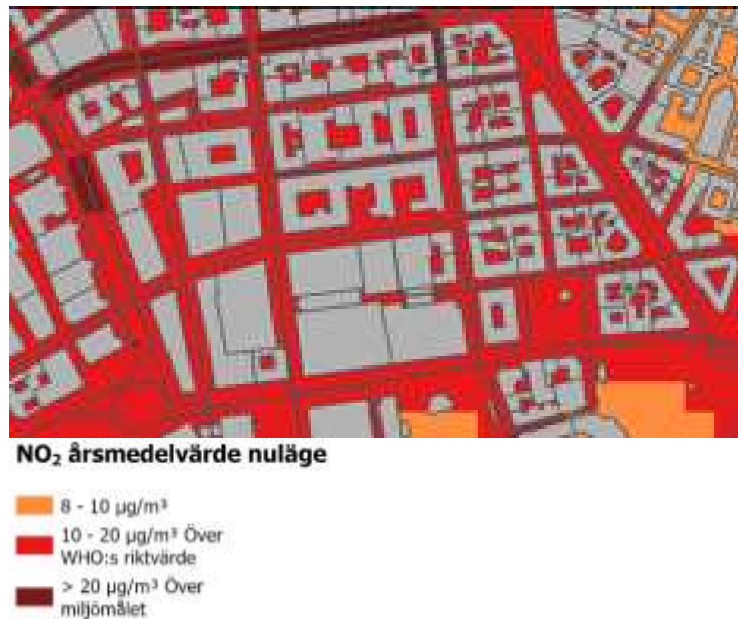 NO₂ årsmedelvärde nuläge
8 - 10 µg/m³
10 - 20 µg/m³ Över
WHO:s riktvärde
> 20 µg/m³ Över
miljömålet